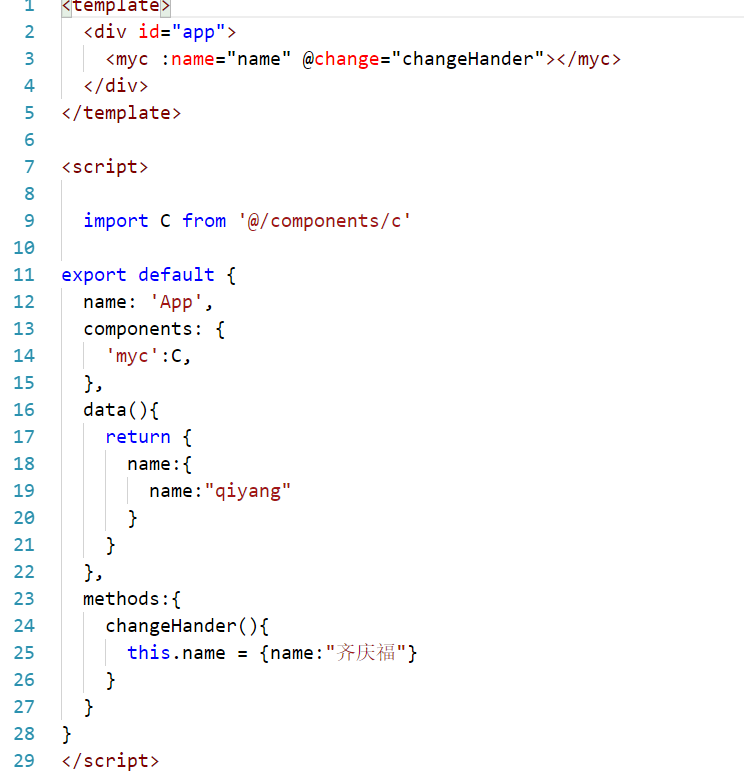 1 <template>
2   <div id="app">
3     <myc :name="name" @change="changeHander"></myc>
4   </div>
5 </template>
6
7 <script>
8
9   import C from '@/components/c'
10
11 export default {
12   name: 'App',
13   components: {
14     'myc':C,
15   },
16   data(){
17     return {
18       name:{
19         name:"qiyang"
20       }
21     }
22   },
23   methods:{
24     changeHander(){
25       this.name = {name:"齐庆福"}
26     }
27   }
28 }
29 </script>